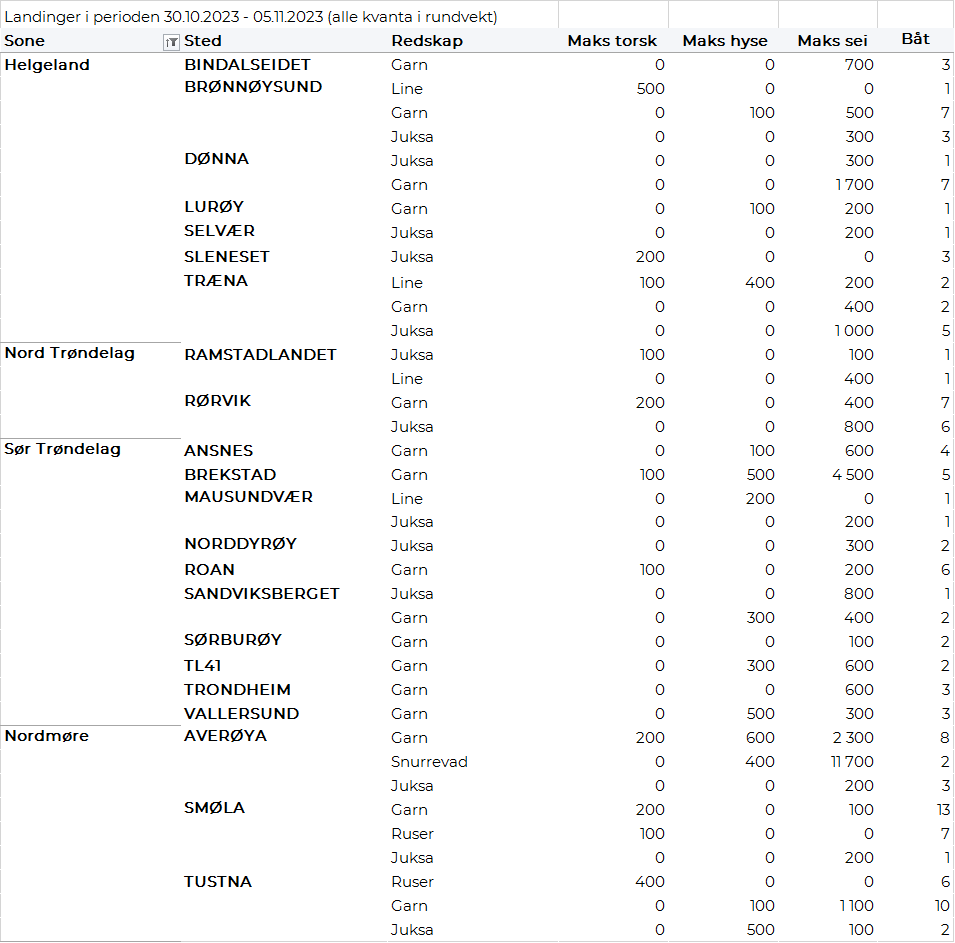 Landinger i perioden 30.10.2023 - 05.11.2023 (alle kvanta i rundvekt)
Sone Sted Redskap Maks torsk Maks hyse Maks sei Båt
Helgeland BINDALSEIDET Garn 0 0 700 3
BRØNNØYSUND Line 500 0 0 1
Garn 0 100 500 7
Juksa 0 0 300 3
DØNNA Juksa 0 0 300 1
Garn 0 0 1 700 7
LURØY Garn 0 100 200 1
SELVÆR Juksa 0 0 200 1
SLENESET Juksa 200 0 0 3
TRÆNA Line 100 400 200 2
Garn 0 0 400 2
Juksa 0 0 1 000 5
Nord Trøndelag RAMSTADLANDET Juksa 100 0 100 1
Line 0 0 400 1
RØRVIK Garn 200 0 400 7
Juksa 0 0 800 6
Sør Trøndelag ANSNES Garn 0 100 600 4
BREKSTAD Garn 100 500 4 500 5
MAUSUNDVÆR Line 0 200 0 1
Juksa 0 0 200 1
NORDDYRØY Juksa 0 0 300 2
ROAN Garn 100 0 200 6
SANDVIKSBERGET Juksa 0 0 800 1
Garn 0 300 400 2
SØRBURØY Garn 0 0 100 2
TL41 Garn 0 300 600 2
TRONDHEIM Garn 0 0 600 3
VALLERSUND Garn 0 500 300 3
Nordmøre AVERØYA Garn 200 600 2 300 8
Snurrevad 0 400 11 700 2
Juksa 0 0 200 3
SMØLA Garn 200 0 100 13
Ruser 100 0 0 7
Juksa 0 0 200 1
TUSTNA Ruser 400 0 0 6
Garn 0 100 1 100 10
Juksa 0 500 100 2